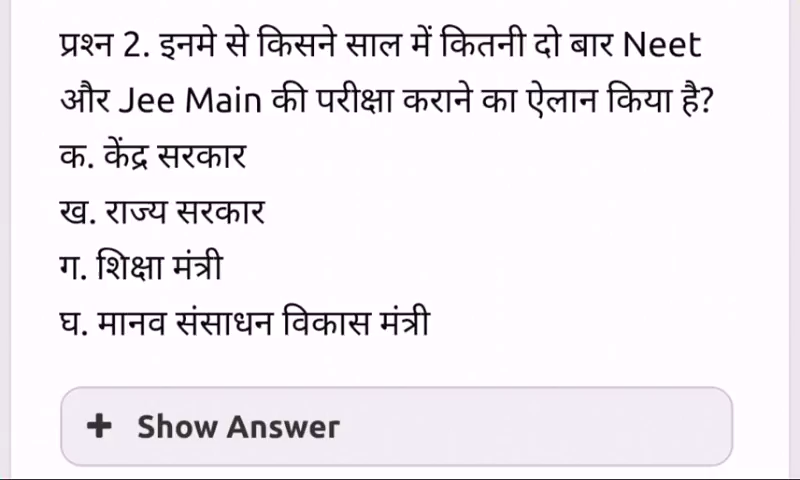 प्रश्न 2. इनमे से किसने साल में कितनी दो बार Neet
और Jee Main की परीक्षा कराने का ऐलान किया है?
क. केंद्र सरकार
ख. राज्य सरकार
ग. शिक्षा मंत्री
घ. मानव संसाधन विकास मंत्री
+ Show Answer